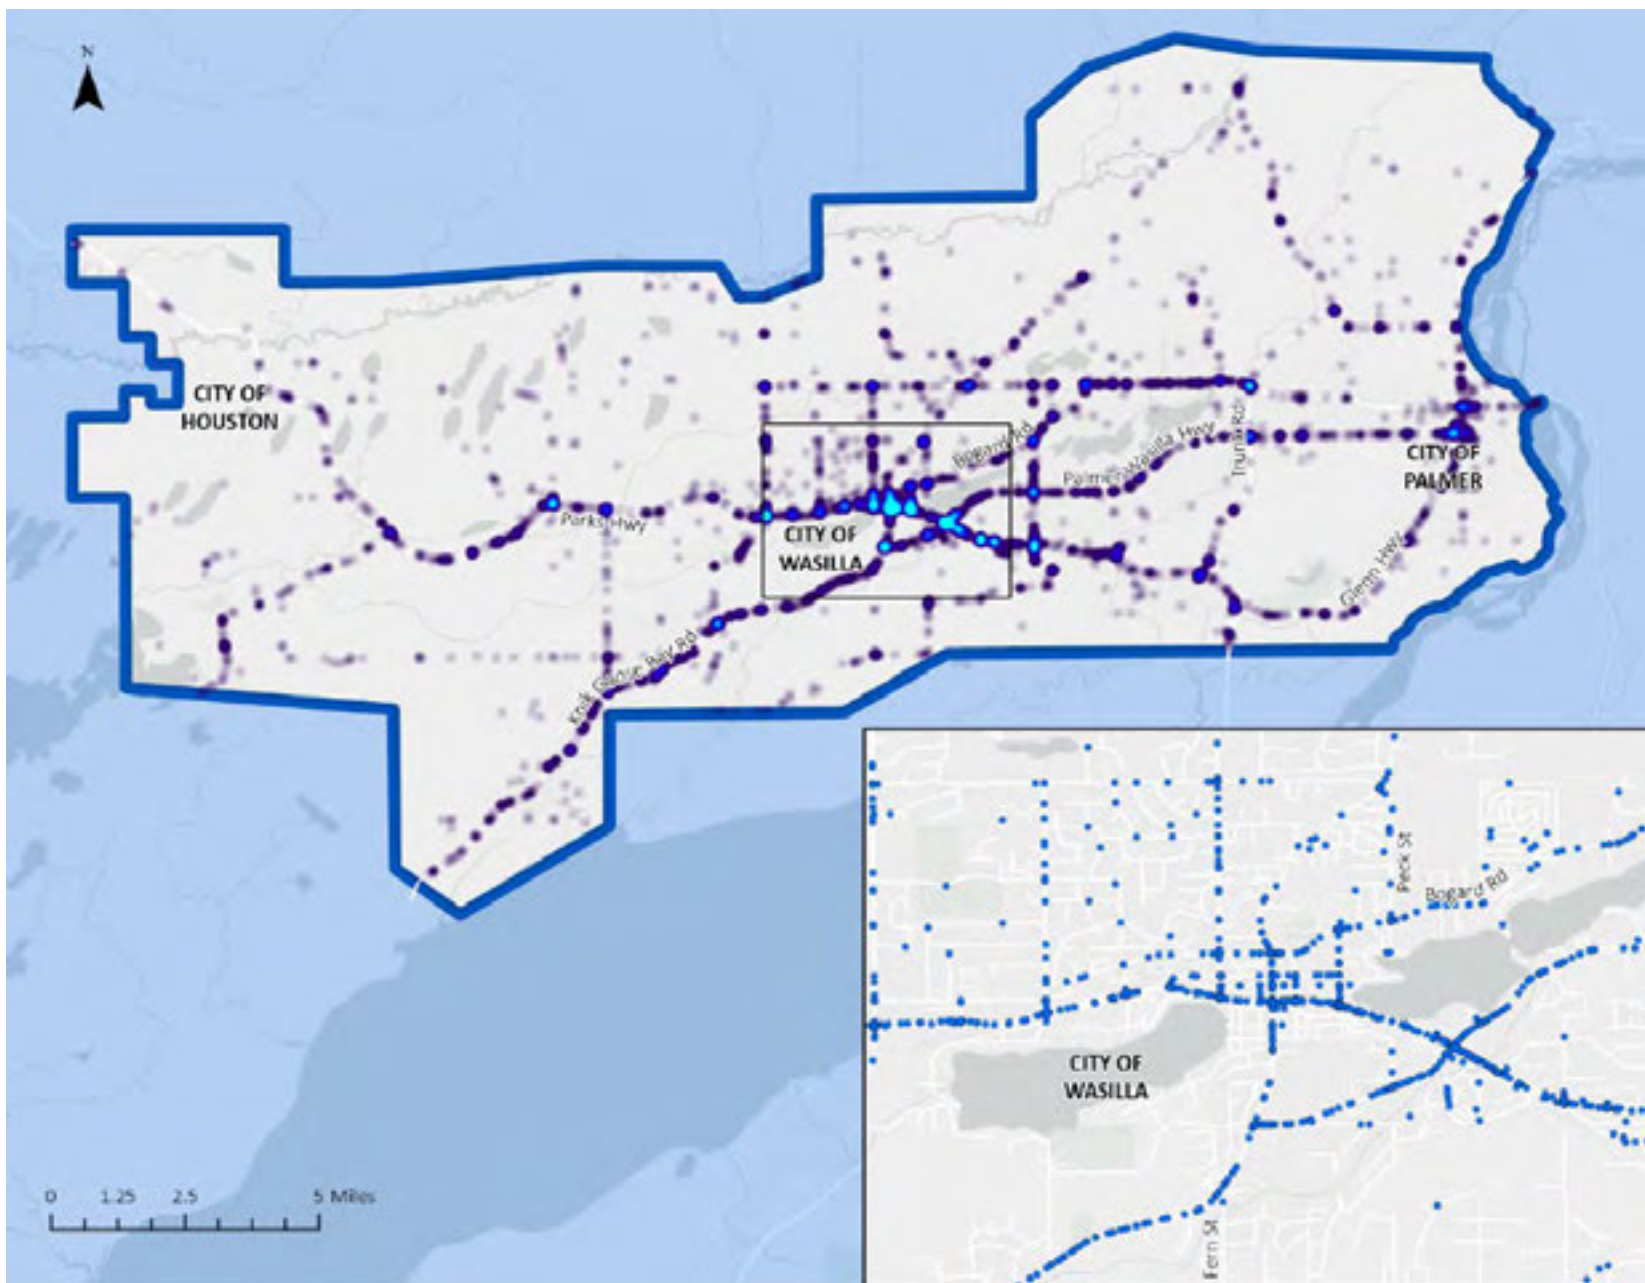 N
CITY OF
HOUSTON
Bogard Rd
Palmer-Wasilla Hwy
Trunk Rd
CITY OF
PALMER
Parks Hwy
CITY OF
WASILLA
Glenn Hwy
Knik Goose Bay Rd
Peck St
Bogard Rd
CITY OF
WASILLA
Fern St
0 1.25 2.5 5 Miles